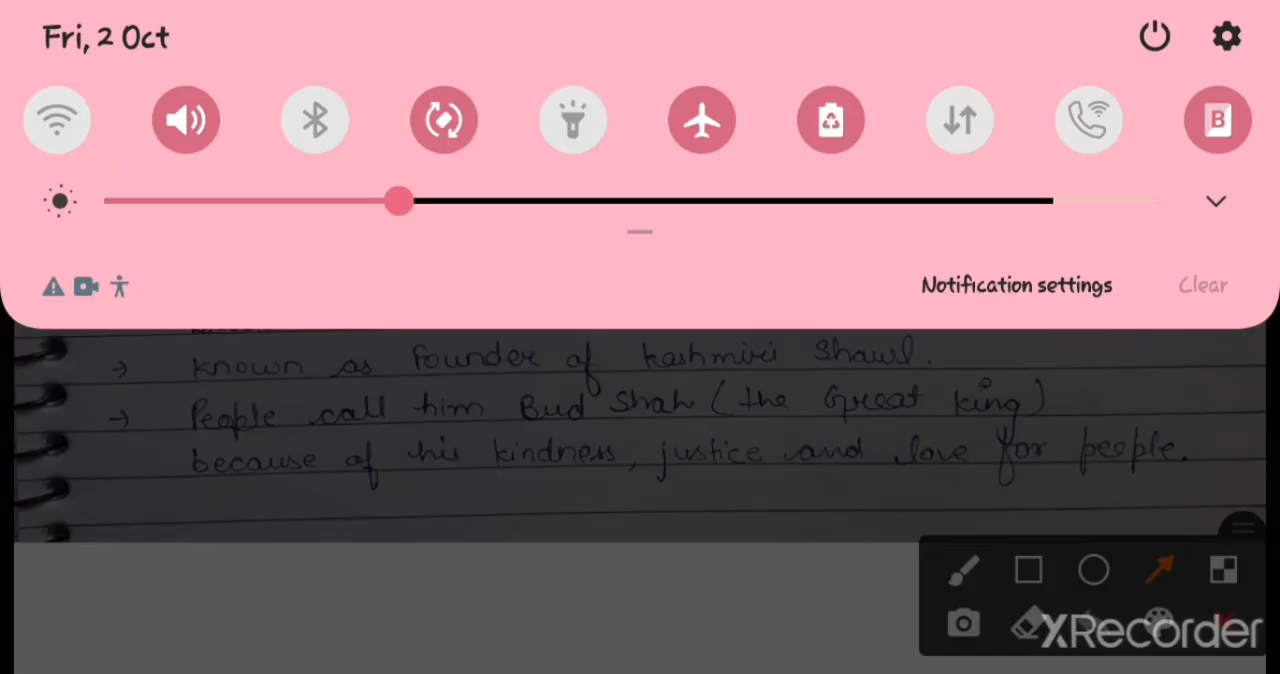 Fri, 2 Oct
B
Notification settings
Clear
→ known as founder of kashmiri shawl.
→ People call him Bud Shah (the Great king)
because of his kindness, justice and love for people.
XRecorder